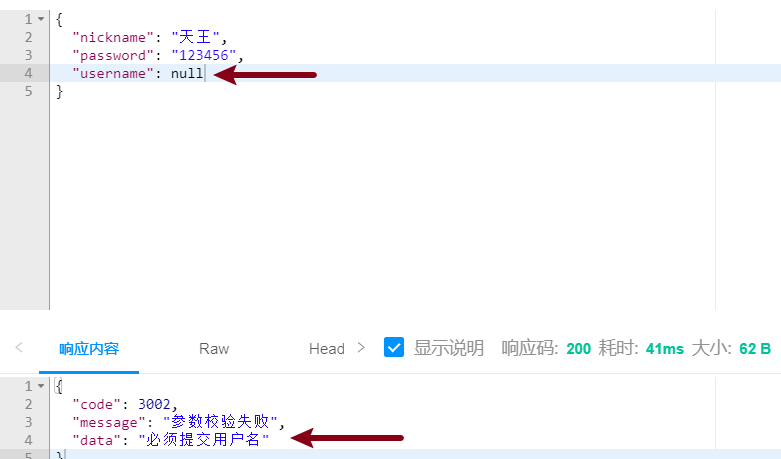 1 {
2 "nickname": "天王",
3 "password": "123456",
4 "username": null
5 }
响应内容 Raw Head 显示说明 响应码: 200 耗时: 41ms 大小: 62 B
1 {
2 "code": 3002,
3 "message": "参数校验失败",
4 "data": "必须提交用户名"
5 }